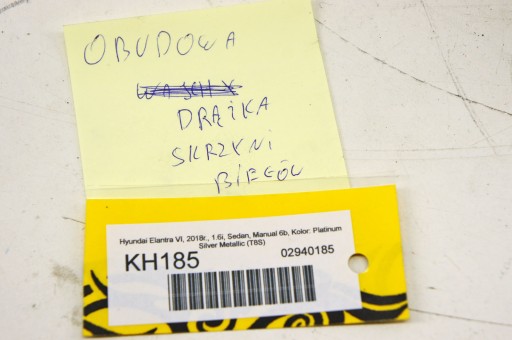 OBUDOWA
DRĄŻKA
SKRZYNI
BIEGÓW
Hyundai Elantra VI, 2018r., 1.6i, Sedan, Manual 6b, Kolor: Platinum
Silver Metallic (T8S)
KH185
02940185